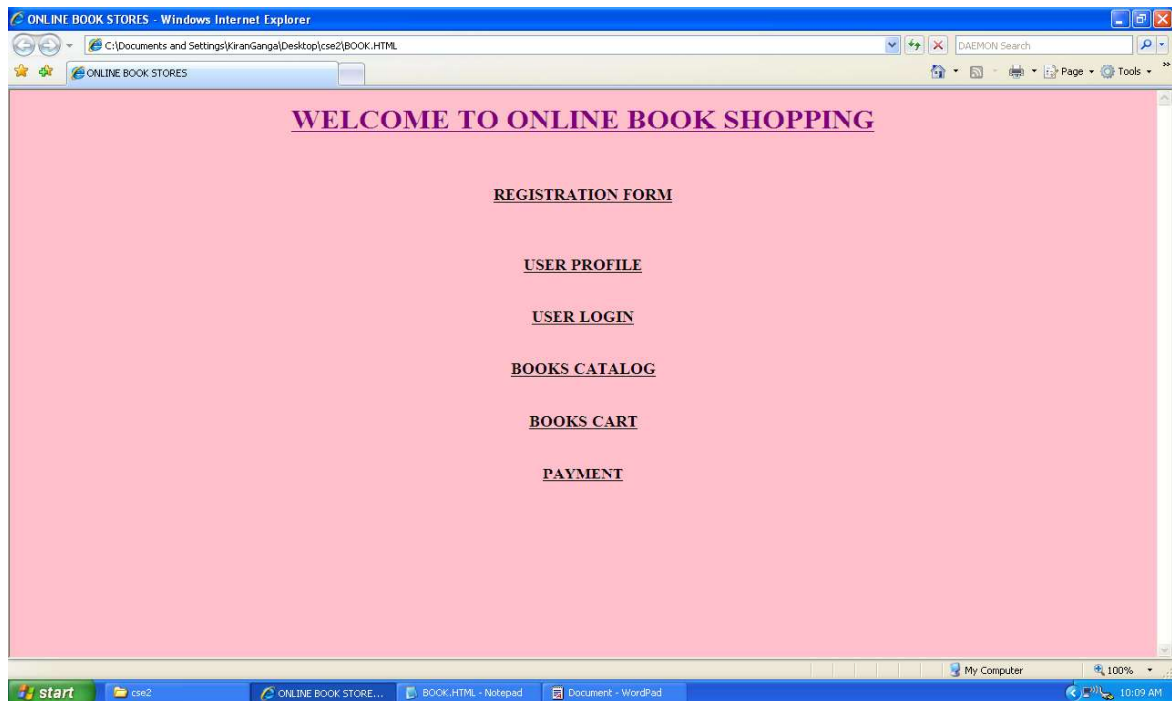 ONLINE BOOK STORES - Windows Internet Explorer
C:\Documents and Settings\KiranGanga\Desktop\cse2\BOOK.HTML
DAEMON Search
ONLINE BOOK STORES
Page
Tools
WELCOME TO ONLINE BOOK SHOPPING
REGISTRATION FORM
USER PROFILE
USER LOGIN
BOOKS CATALOG
BOOKS CART
PAYMENT
My Computer
100%
start
cse2
ONLINE BOOK STORE...
BOOK.HTML - Notepad
Document - WordPad
10:09 AM